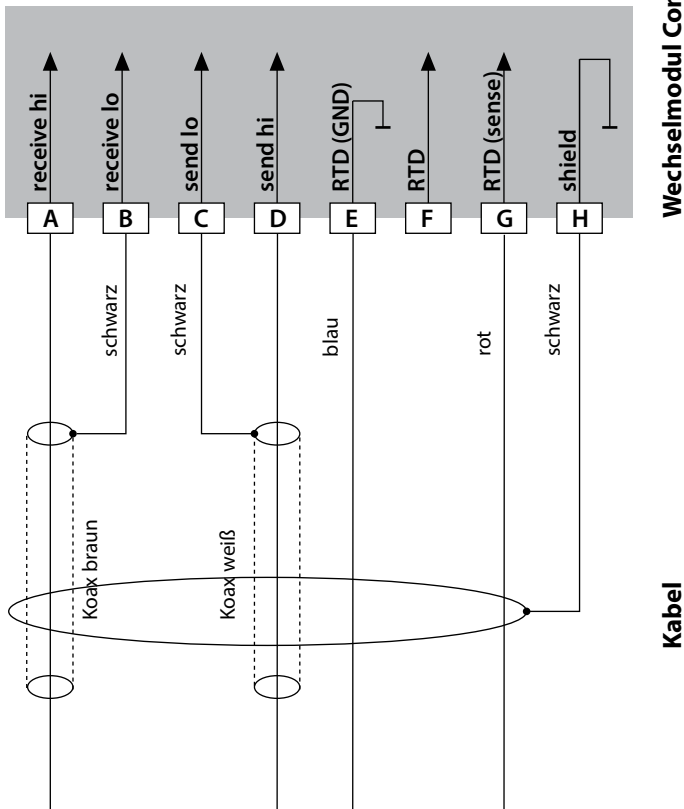 receive hi
receive lo
send lo
send hi
RTD (GND)
RTD
RTD (sense)
shield
A
B
C
D
E
F
G
H
schwarz
schwarz
blau
rot
schwarz
Koax braun
Koax weiß
Wechselmodul
Kabel